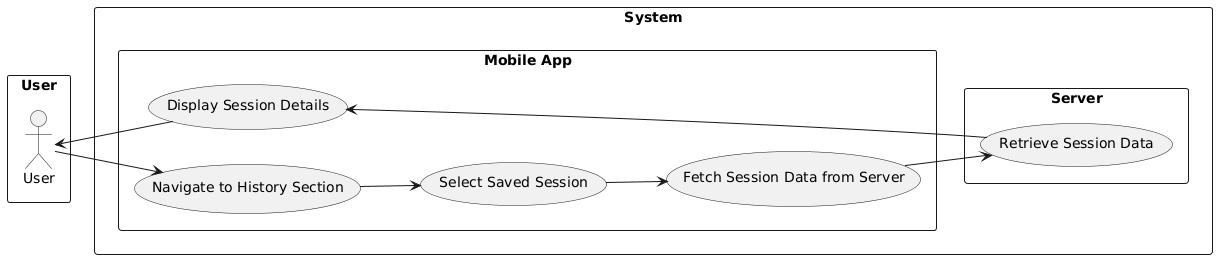 System
Mobile App
User
Server
Display Session Details
Retrieve Session Data
User
Navigate to History Section
Select Saved Session
Fetch Session Data from Server